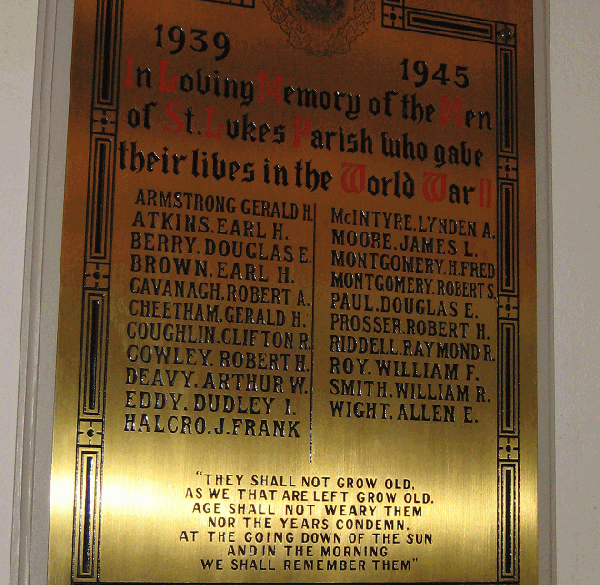 1939
1945
In Loving Memory of the Men
of St. Lukes Parish who gave
their lives in the World War II
ARMSTRONG GERALD H.
ATKINS. EARL H.
BERRY. DOUGLAS E.
BROWN. EARL H.
CAVANAGH. ROBERT A.
CHEETHAM. GERALD H.
COUGHLIN. CLIFTON R.
COWLEY. ROBERT H.
DEAVY. ARTHUR W.
EDDY. DUDLEY I.
HALCRO. J. FRANK
McINTYRE. LYNDEN A.
MOORE. JAMES L.
MONTGOMERY. H. FRED
MONTGOMERY. ROBERT S.
PAUL. DOUGLAS E.
PROSSER. ROBERT H.
RIDDELL. RAYMOND R.
ROY. WILLIAM F.
SMITH. WILLIAM R.
WIGHT. ALLEN E.
"THEY SHALL NOT GROW OLD,
AS WE THAT ARE LEFT GROW OLD.
AGE SHALL NOT WEARY THEM
NOR THE YEARS CONDEMN.
AT THE GOING DOWN OF THE SUN
AND IN THE MORNING
WE SHALL REMEMBER THEM"